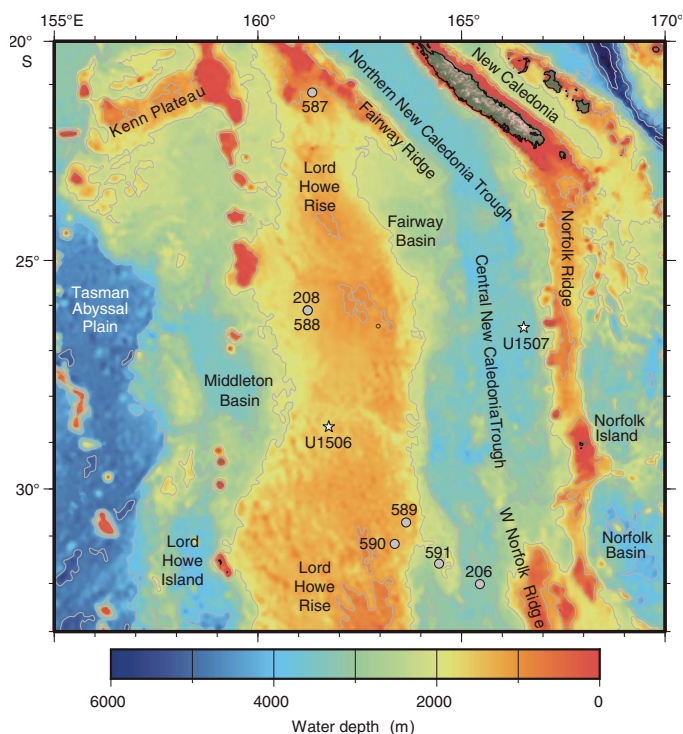 155°E
160°
165°
170°
20°
S
25°
30°
Kenn Plateau
587
Northern New Caledonia Trough
New Caledonia
Fairway Ridge
Lord
Howe
Rise
Fairway
Basin
Norfolk Ridge
Tasman
Abyssal
Plain
208
588
Central New CaledoniaTrough
U1507
Middleton
Basin
U1506
Norfolk
Island
589
590
591
206
Lord
Howe
Island
Lord
Howe
Rise
W Norfolk Ridge
Norfolk
Basin
6000
4000
2000
0
Water depth (m)